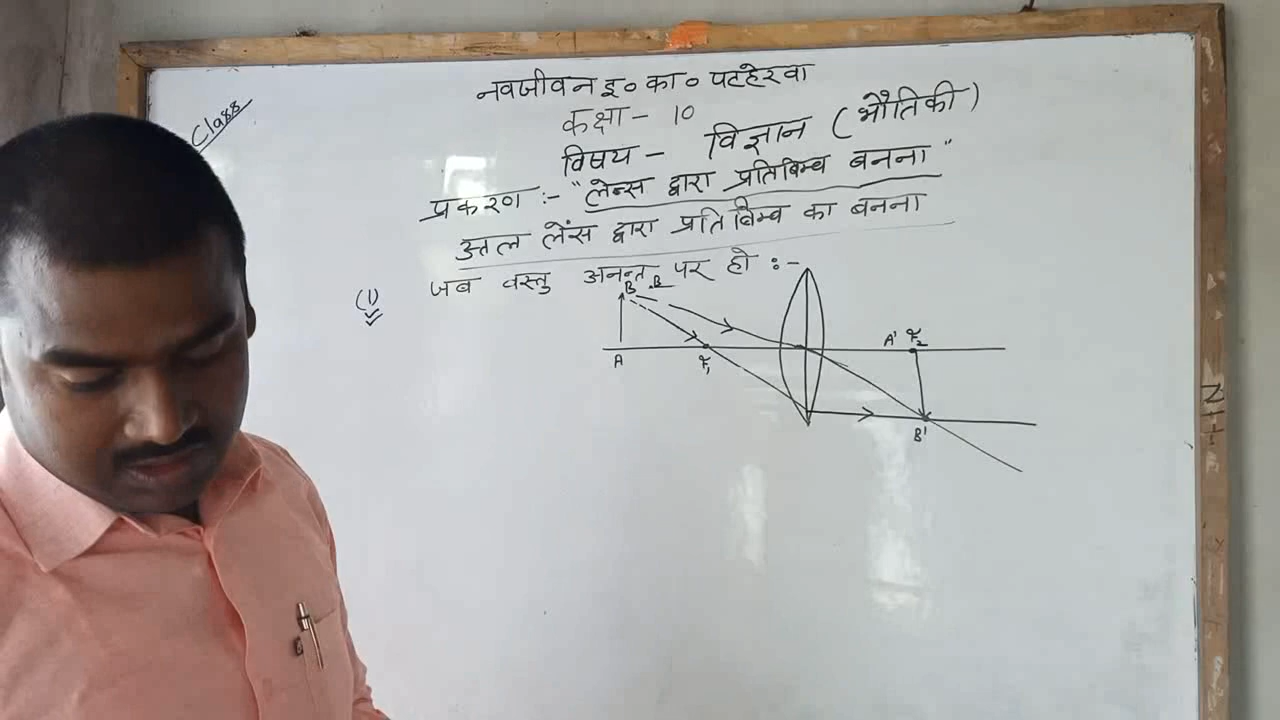 Class
नवजीवन इ० का० पटहेरवा
कक्षा - 10
विषय - विज्ञान (भौतिकी)
प्रकरण :- "लेन्स द्वारा प्रतिबिम्ब बनना"
उत्तल लेंस द्वारा प्रतिबिम्ब का बनना
(1) जब वस्तु अनन्त पर हो :-
B B
A' F2
A F1
B'